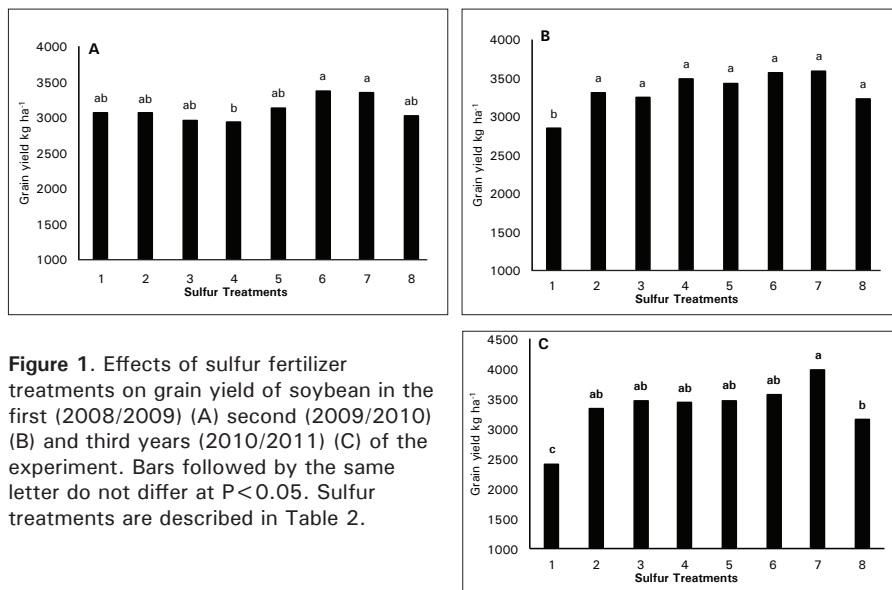 A
4000
3500
3000
2500
2000
1500
1000
Grain yield kg ha⁻¹
ab ab ab b ab a a ab
1 2 3 4 5 6 7 8
Sulfur Treatments
B
4000
3500
3000
2500
2000
1500
1000
Grain yield kg ha⁻¹
b a a a a a a a
1 2 3 4 5 6 7 8
Sulfur Treatments
Figure 1. Effects of sulfur fertilizer
treatments on grain yield of soybean in the
first (2008/2009) (A) second (2009/2010)
(B) and third years (2010/2011) (C) of the
experiment. Bars followed by the same
letter do not differ at P<0.05. Sulfur
treatments are described in Table 2.
C
4500
4000
3500
3000
2500
2000
1500
1000
Grain yield kg ha⁻¹
c ab ab ab ab ab a b
1 2 3 4 5 6 7 8
Sulfur Treatments